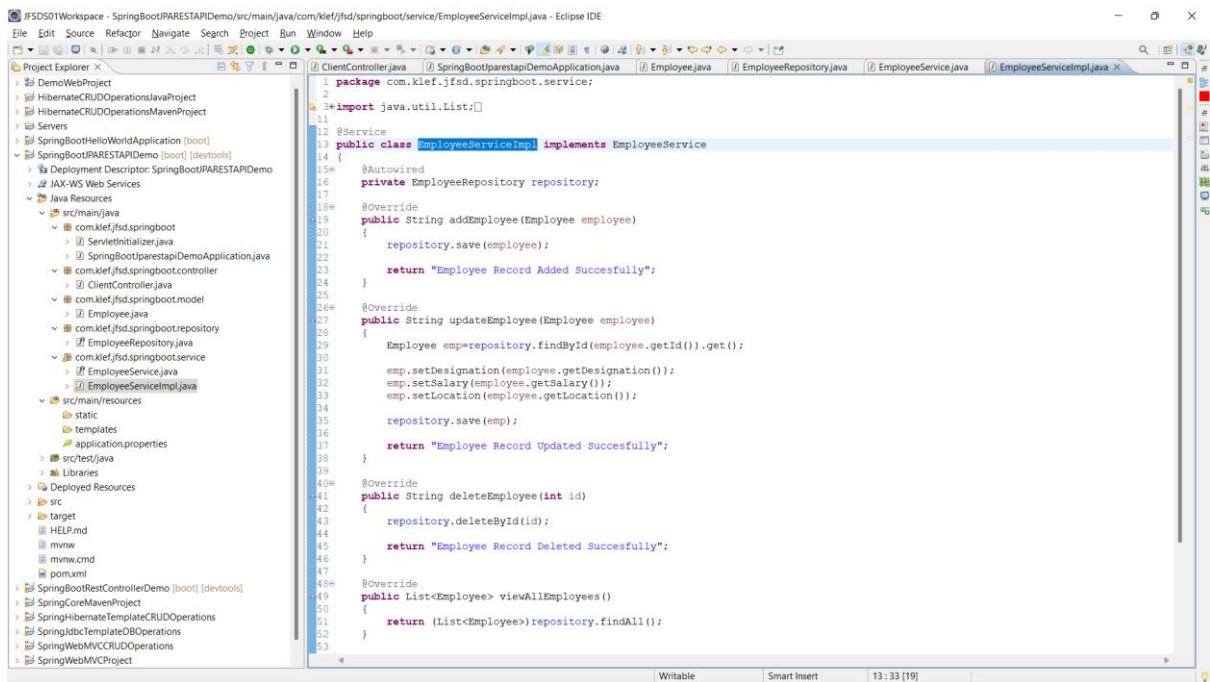 JFSDS01Workspace - SpringBootJPARESTAPIDemo/src/main/java/com/klef/jfsd/springboot/service/EmployeeServiceImpl.java - Eclipse IDE
File Edit Source Refactor Navigate Search Project Run Window Help
Project Explorer
DemoWebProject
HibernateCRUDOperationsJavaProject
HibernateCRUDOperationsMavenProject
Servers
SpringBootHelloWorldApplication [boot]
SpringBootJPARESTAPIDemo [boot] [devtools]
Deployment Descriptor: SpringBootJPARESTAPIDemo
JAX-WS Web Services
Java Resources
src/main/java
com.klef.jfsd.springboot
ServletInitializer.java
SpringBootJparestapiDemoApplication.java
com.klef.jfsd.springboot.controller
ClientController.java
com.klef.jfsd.springboot.model
Employee.java
com.klef.jfsd.springboot.repository
EmployeeRepository.java
com.klef.jfsd.springboot.service
EmployeeService.java
EmployeeServiceImpl.java
src/main/resources
static
templates
application.properties
src/test/java
Libraries
Deployed Resources
src
target
HELP.md
mvnw
mvnw.cmd
pom.xml
SpringBootRestControllerDemo [boot] [devtools]
SpringCoreMavenProject
SpringHibernateTemplateCRUDOperations
SpringJdbcTemplateDBOperations
SpringWebMVCCRUDOperations
SpringWebMVCProject
ClientController.java SpringBootJparestapiDemoApplication.java Employee.java EmployeeRepository.java EmployeeService.java EmployeeServiceImpl.java
1 package com.klef.jfsd.springboot.service;
2
3 import java.util.List;
11
12 @Service
13 public class EmployeeServiceImpl implements EmployeeService
14 {
15 @Autowired
16 private EmployeeRepository repository;
17
18 @Override
19 public String addEmployee(Employee employee)
20 {
21 repository.save(employee);
22
23 return "Employee Record Added Succesfully";
24 }
25
26 @Override
27 public String updateEmployee(Employee employee)
28 {
29 Employee emp=repository.findById(employee.getId()).get();
30
31 emp.setDesignation(employee.getDesignation());
32 emp.setSalary(employee.getSalary());
33 emp.setLocation(employee.getLocation());
34
35 repository.save(emp);
36
37 return "Employee Record Updated Succesfully";
38 }
39
40 @Override
41 public String deleteEmployee(int id)
42 {
43 repository.deleteById(id);
44
45 return "Employee Record Deleted Succesfully";
46 }
47
48 @Override
49 public List<Employee> viewAllEmployees()
50 {
51 return (List<Employee>)repository.findAll();
52 }
53
Writable Smart Insert 13 : 33 [19]